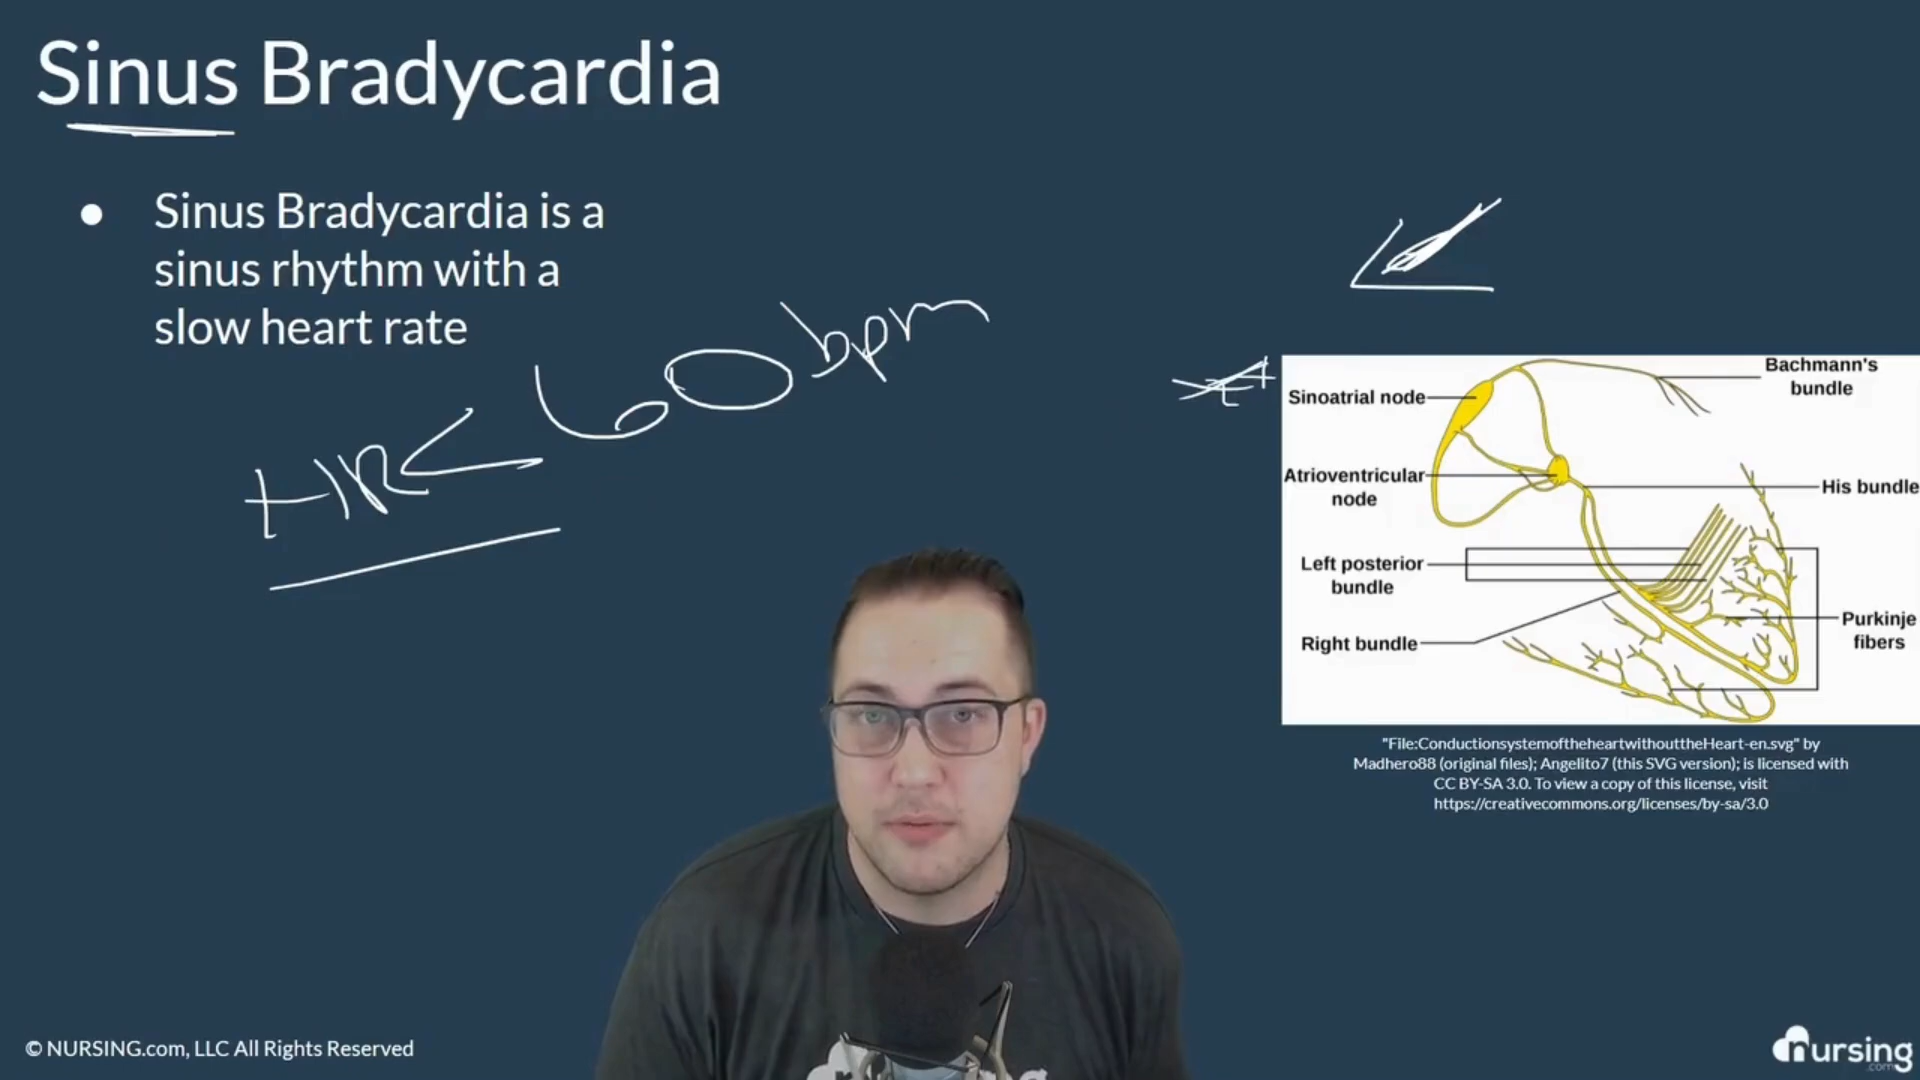 Sinus Bradycardia
Sinus Bradycardia is a
sinus rhythm with a
slow heart rate
HR < 60 bpm
Sinoatrial node
Bachmann's
bundle
Atrioventricular
node
His bundle
Left posterior
bundle
Right bundle
Purkinje
fibers
"File:ConductionsystemoftheheartwithouttheHeart-en.svg" by
Madhero88 (original files); Angelito7 (this SVG version); is licensed with
CC BY-SA 3.0. To view a copy of this license, visit
https://creativecommons.org/licenses/by-sa/3.0
© NURSING.com, LLC All Rights Reserved
nursing
.com